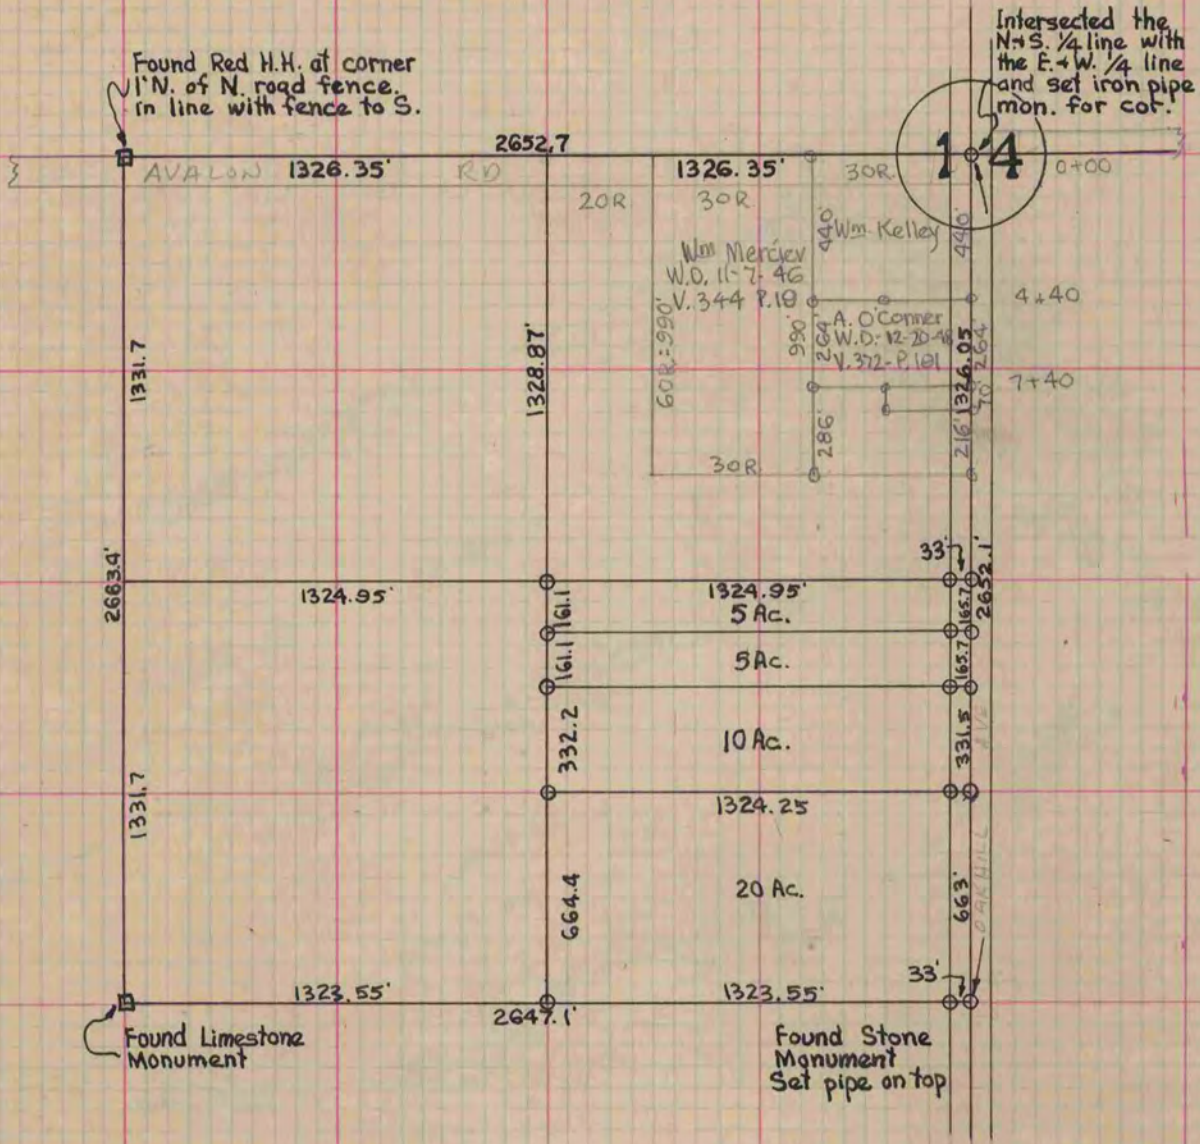 Intersected the
N+S. 1/4 line with
the E.+W. 1/4 line
and set iron pipe
mon. for cor.
Found Red H.H. at corner
1' N. of N. road fence.
in line with fence to S.
2652.7
1326.35'
1326.35'
AVALON RD
30R
14
0+00
20R
30R
440'
Wm Kelley
440'
Wm Mercier
W.D. 11-7-46
V. 344 P.18
4+40
60R=990'
990'
264'
A. O'Conner
W.D.-12-20-48
V.372-P.181
1326.05
264'
1331.7
1328.87'
7+40
70'
286'
216'
30R
33'
2663.4'
2652.1'
1324.95'
161.1
1324.95'
5 Ac.
165.7
161.1
5 Ac.
165.7
332.2
10 Ac.
331.5
1331.7
1324.25
664.4
20 Ac.
663'
OAKHILL AVE
33'
1323.55'
1323.55'
2647.1'
Found Limestone
Monument
Found Stone
Monument
Set pipe on top